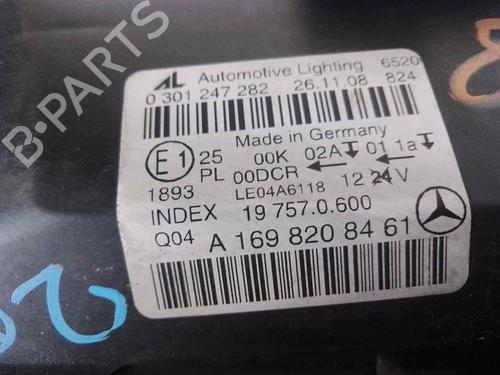 AL Automotive Lighting 6520
0 301 247 282 26.11.08 824
Made in Germany
E1 25 00K 02A 01 1a
PL 00DCR
1893 LE04A6118 12 24V
INDEX 19 757.0.600
Q04 A 169 820 84 61
B-PARTS